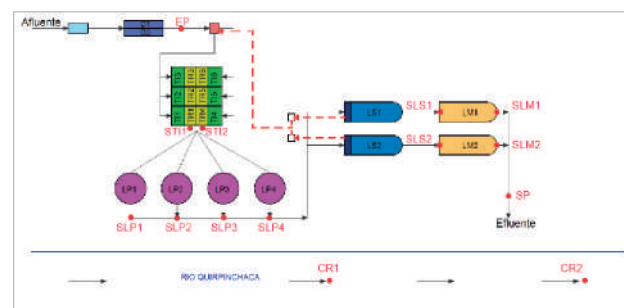 Afluente
EP
STI1 STI2
LP1 LP2 LP3 LP4
SLP1 SLP2 SLP3 SLP4
LS1 SLS1 LM1 SLM1
LS2 SLS2 LM2 SLM2
SP
Efluente
RIO QUIRPINCHACA
CR1 CR2